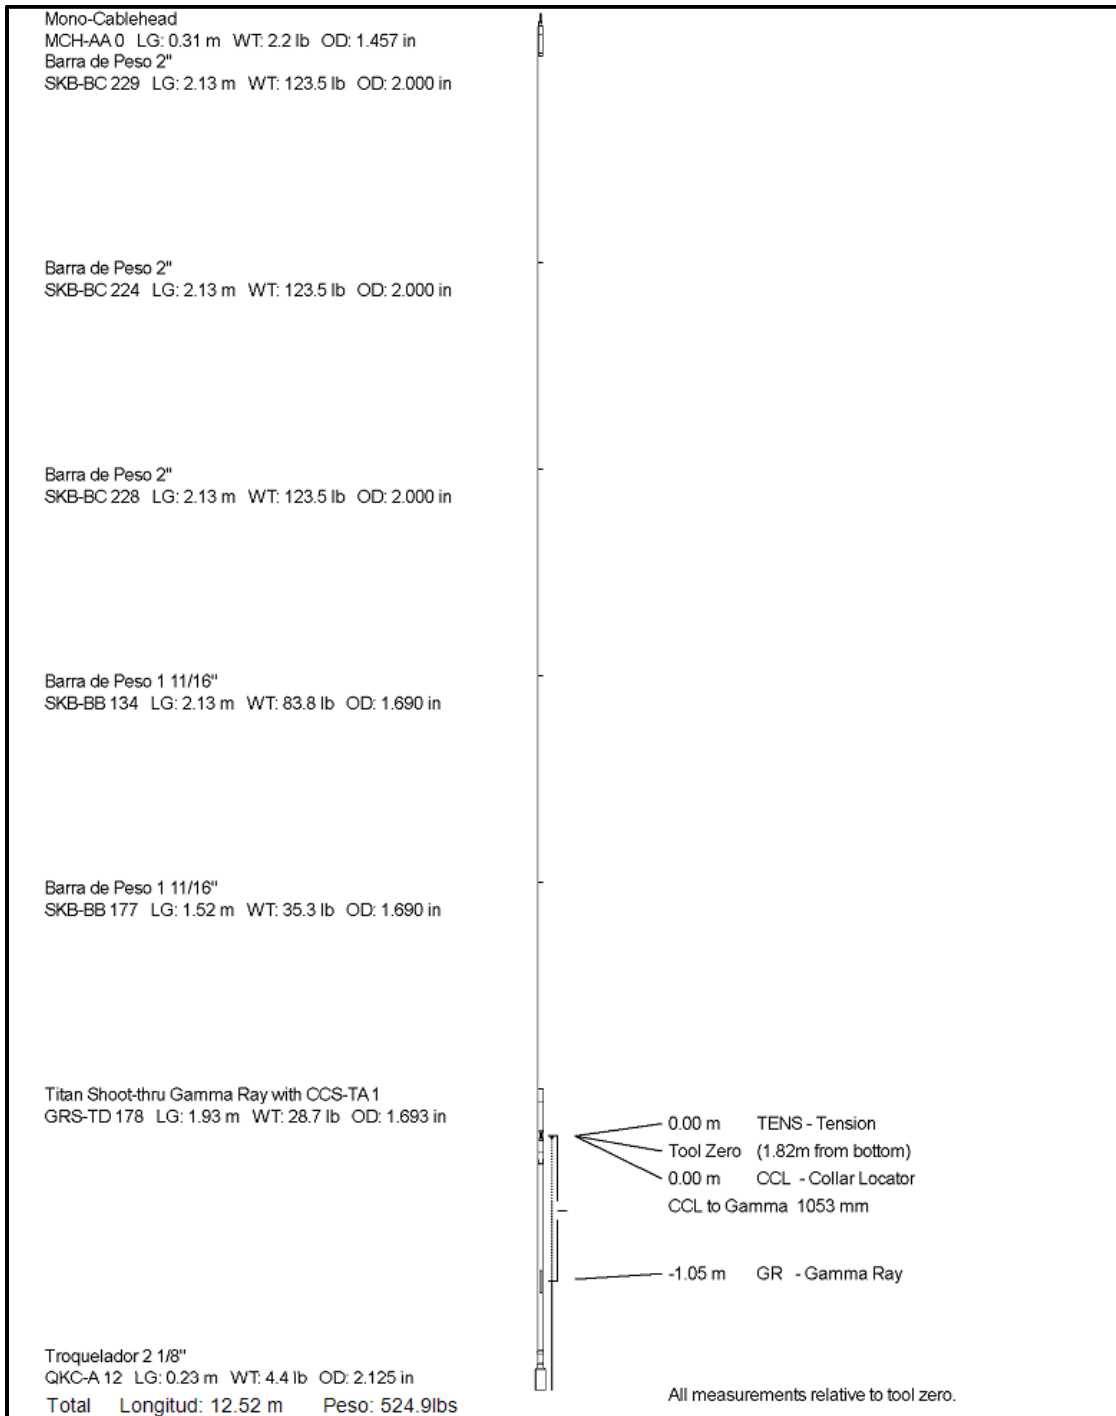 Mono-Cablehead
MCH-AA 0 LG: 0.31 m WT: 2.2 lb OD: 1.457 in
Barra de Peso 2"
SKB-BC 229 LG: 2.13 m WT: 123.5 lb OD: 2.000 in
Barra de Peso 2"
SKB-BC 224 LG: 2.13 m WT: 123.5 lb OD: 2.000 in
Barra de Peso 2"
SKB-BC 228 LG: 2.13 m WT: 123.5 lb OD: 2.000 in
Barra de Peso 1 11/16"
SKB-BB 134 LG: 2.13 m WT: 83.8 lb OD: 1.690 in
Barra de Peso 1 11/16"
SKB-BB 177 LG: 1.52 m WT: 35.3 lb OD: 1.690 in
Titan Shoot-thru Gamma Ray with CCS-TA 1
GRS-TD 178 LG: 1.93 m WT: 28.7 lb OD: 1.693 in
0.00 m TENS - Tension
Tool Zero (1.82m from bottom)
0.00 m CCL - Collar Locator
CCL to Gamma 1053 mm
-1.05 m GR - Gamma Ray
Troquelador 2 1/8"
QKC-A 12 LG: 0.23 m WT: 4.4 lb OD: 2.125 in
Total Longitud: 12.52 m Peso: 524.9lbs
All measurements relative to tool zero.